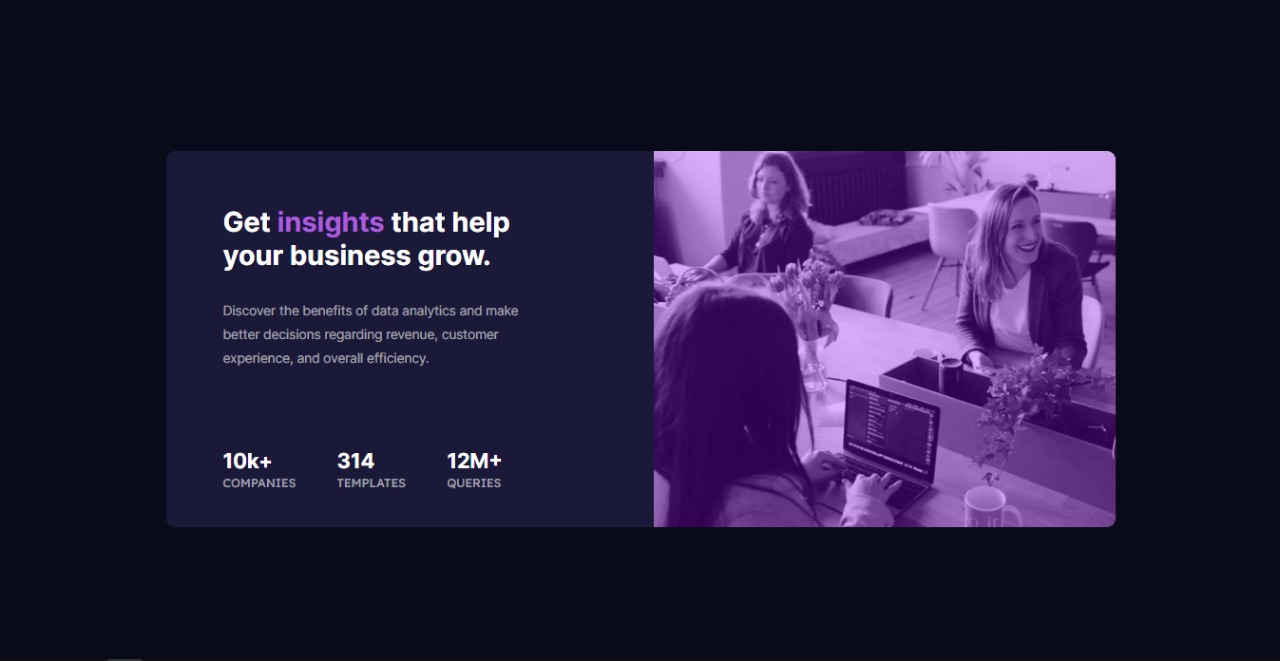 Get insights that help
your business grow.
Discover the benefits of data analytics and make
better decisions regarding revenue, customer
experience, and overall efficiency.
10k+ 314 12M+
COMPANIES TEMPLATES QUERIES